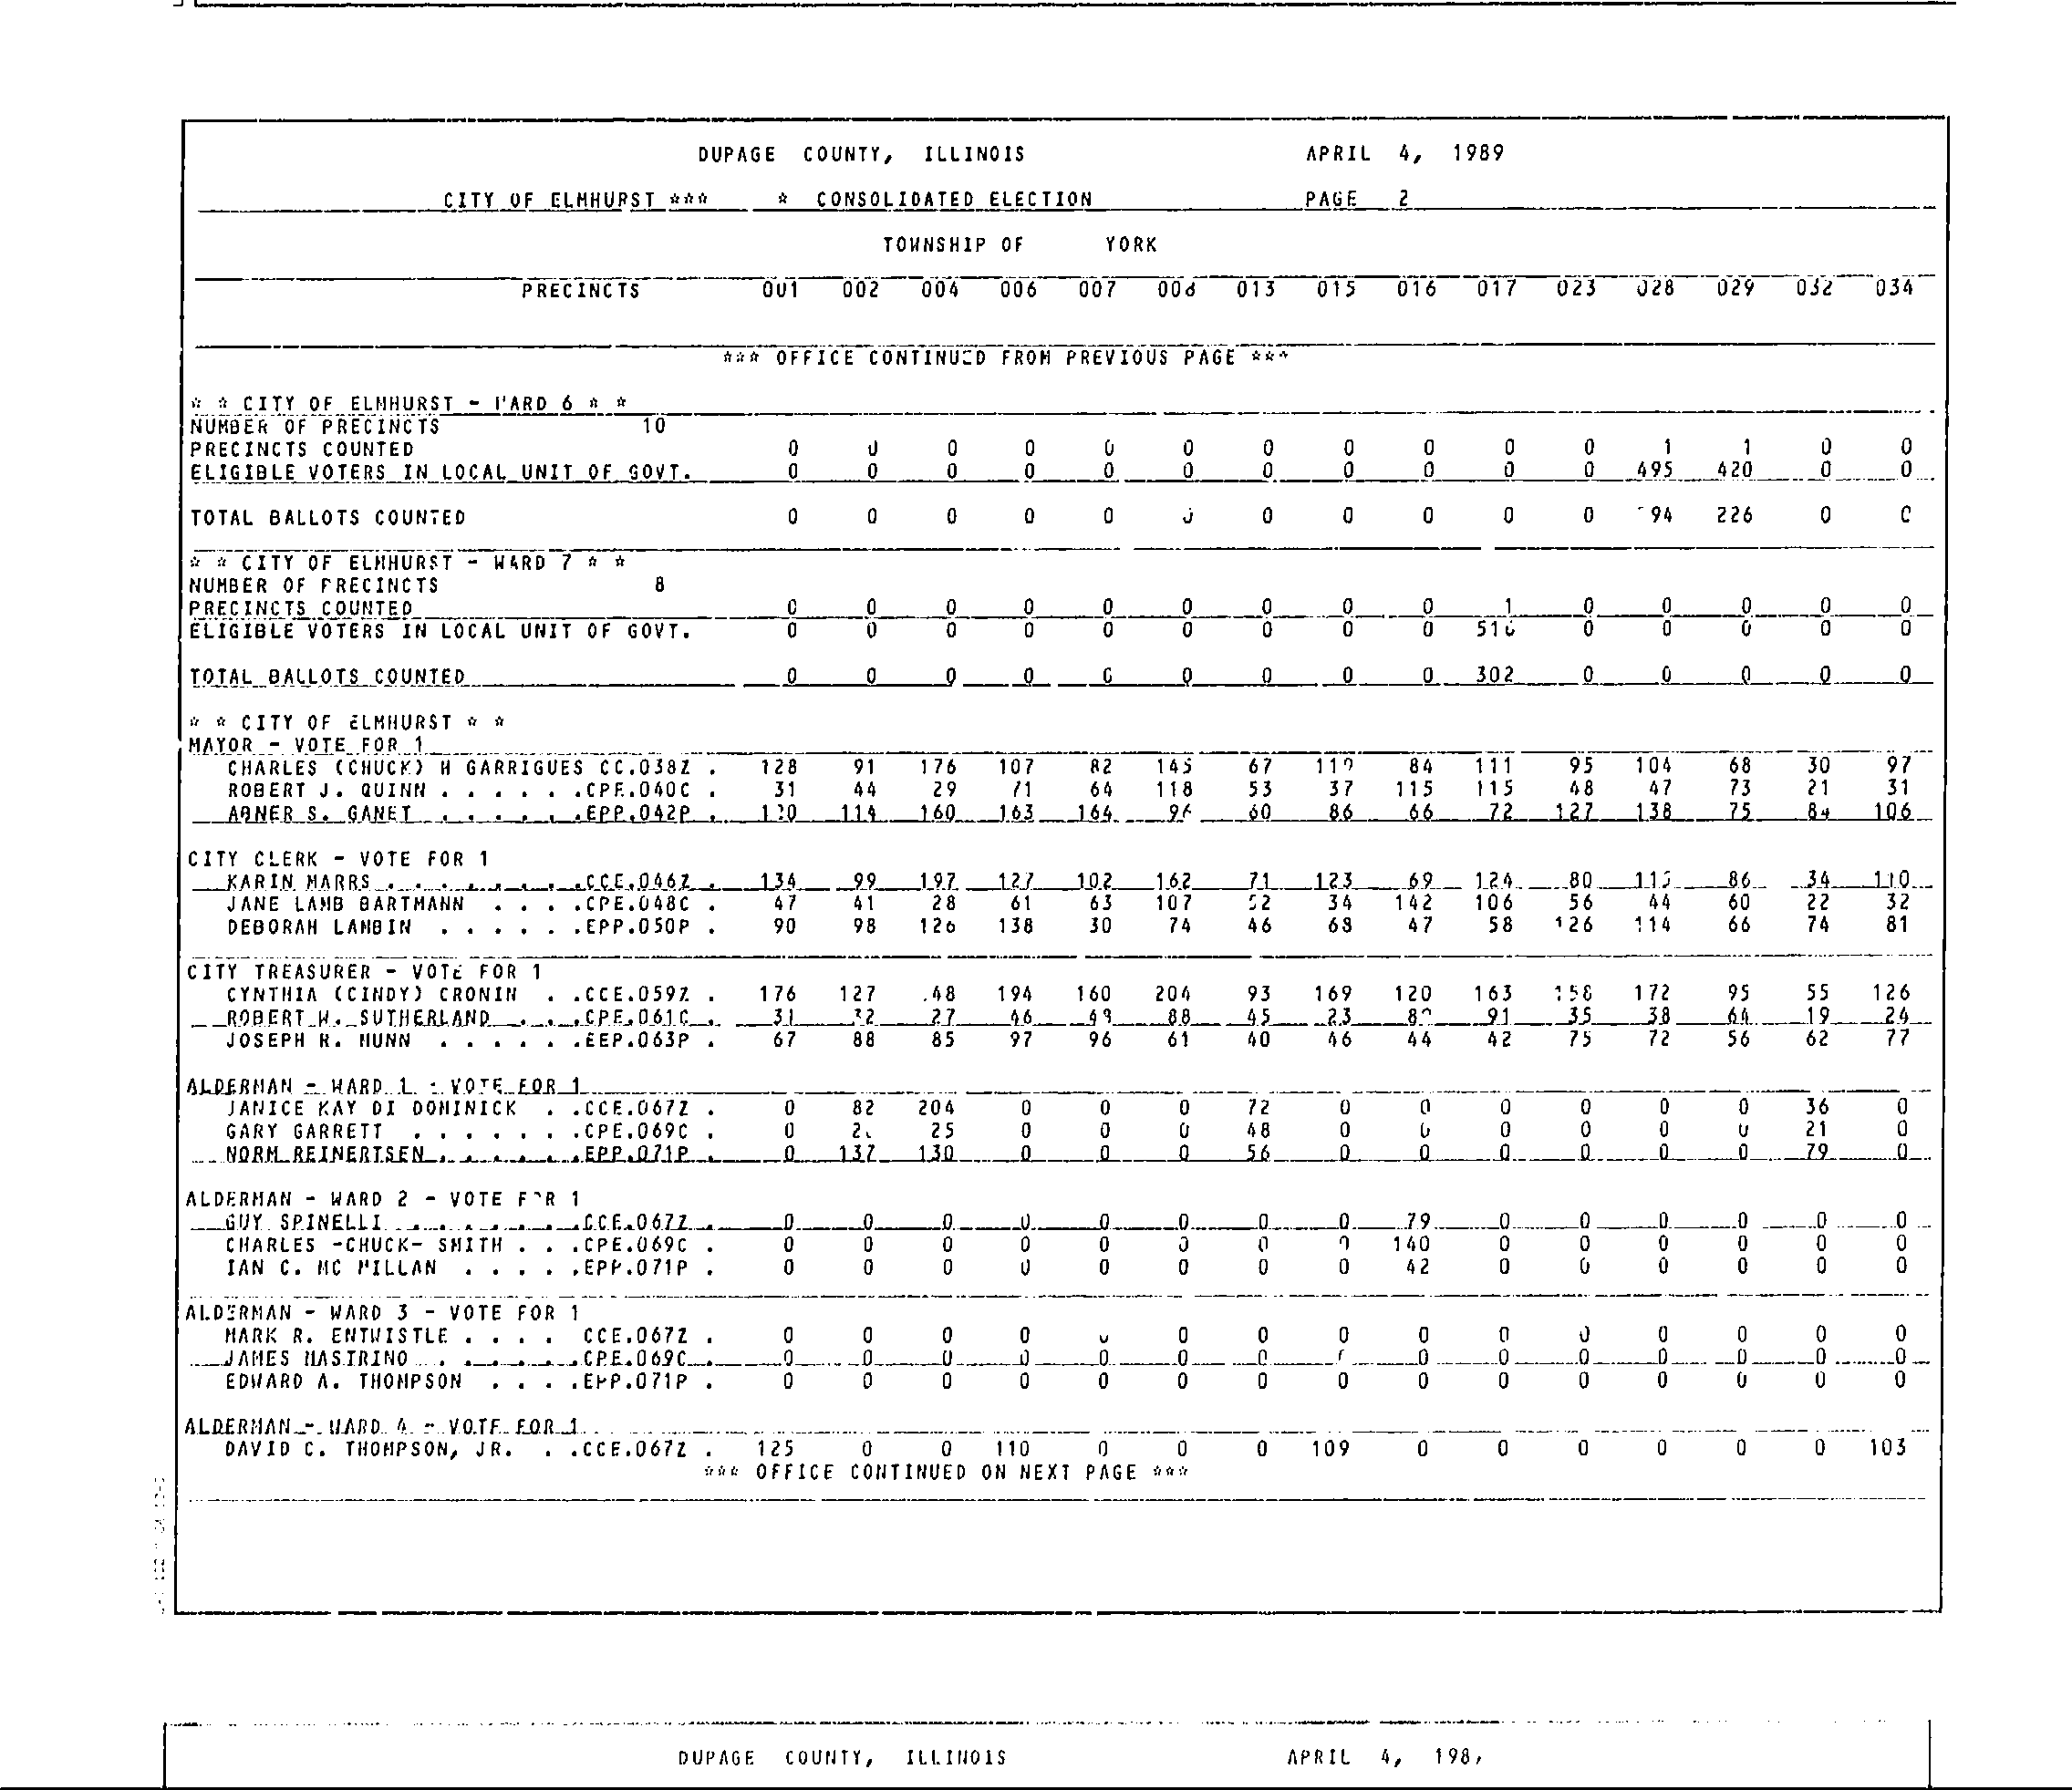 DUPAGE COUNTY, ILLINOIS APRIL 4, 1989
CITY OF ELMHURST *** * CONSOLIDATED ELECTION PAGE 2
TOWNSHIP OF YORK
PRECINCTS 001 002 004 006 007 008 013 015 016 017 023 028 029 032 034
*** OFFICE CONTINUED FROM PREVIOUS PAGE ***
* * CITY OF ELMHURST - WARD 6 * *
NUMBER OF PRECINCTS 10
PRECINCTS COUNTED 0 0 0 0 0 0 0 0 0 0 0 1 1 0 0
ELIGIBLE VOTERS IN LOCAL UNIT OF GOVT. 0 0 0 0 0 0 0 0 0 0 0 495 420 0 0
TOTAL BALLOTS COUNTED 0 0 0 0 0 0 0 0 0 0 0 226 0 0
* * CITY OF ELMHURST - WARD 7 * *
NUMBER OF PRECINCTS 8
PRECINCTS COUNTED 0 0 0 0 0 0 0 0 0 1 0 0 0 0 0
ELIGIBLE VOTERS IN LOCAL UNIT OF GOVT. 0 0 0 0 0 0 0 0 0 0 0 0 0 0
TOTAL BALLOTS COUNTED 0 0 0 0 0 0 0 0 0 302 0 0 0 0 0
* * CITY OF ELMHURST * *
MAYOR - VOTE FOR 1
CHARLES (CHUCK) H GARRIGUES CC.038Z . 128 91 176 107 82 145 67 84 111 95 104 68 30 97
ROBERT J. QUINN . . . . . .CPE.040C . 31 44 29 71 64 118 53 37 115 115 48 47 73 21 31
ABNER S. GANET . . . . . .EPP.042P . 114 160 163 164 60 86 66 72 127 138 75 84 106
CITY CLERK - VOTE FOR 1
KARIN MARRS . . . . . . . .CCE.046Z . 134 99 197 127 102 162 71 123 69 124 80 86 34 110
JANE LAMB BARTMANN . . . .CPE.048C . 47 41 28 61 63 107 34 142 106 56 44 60 22 32
DEBORAH LAMBIN . . . . . .EPP.050P . 90 98 126 138 30 74 46 68 47 58 126 114 66 74 81
CITY TREASURER - VOTE FOR 1
CYNTHIA (CINDY) CRONIN . .CCE.059Z . 176 127 194 160 204 93 169 120 163 158 172 95 55 126
ROBERT W. SUTHERLAND . . .CPE.061C . 31 32 27 46 49 88 45 23 91 35 38 64 19 24
JOSEPH R. NUNN . . . . . .EEP.063P . 67 88 85 97 96 61 40 46 44 42 75 72 56 62 77
ALDERMAN - WARD 1 - VOTE FOR 1
JANICE KAY DI DOMINICK . .CCE.067Z . 0 82 204 0 0 0 72 0 0 0 0 0 0 36 0
GARY GARRETT . . . . . . .CPE.069C . 0 25 0 0 0 48 0 0 0 0 0 0 21 0
NORM REINERTSEN . . . . . .EPP.071P . 0 137 130 0 0 0 56 0 0 0 0 0 0 79 0
ALDERMAN - WARD 2 - VOTE FOR 1
GUY SPINELLI . . . . . . .CCE.067Z . 0 0 0 0 0 0 0 0 79 0 0 0 0 0 0
CHARLES -CHUCK- SMITH . . .CPE.069C . 0 0 0 0 0 0 0 0 140 0 0 0 0 0 0
IAN C. MC MILLAN . . . . .EPP.071P . 0 0 0 0 0 0 0 0 42 0 0 0 0 0 0
ALDERMAN - WARD 3 - VOTE FOR 1
MARK R. ENTWISTLE . . . . CCE.067Z . 0 0 0 0 0 0 0 0 0 0 0 0 0 0 0
JAMES MASTRINO . . . . . .CPE.069C . 0 0 0 0 0 0 0 0 0 0 0 0 0 0
EDWARD A. THOMPSON . . . .EPP.071P . 0 0 0 0 0 0 0 0 0 0 0 0 0 0 0
ALDERMAN - WARD 4 - VOTE FOR 1
DAVID C. THOMPSON, JR. . .CCE.067Z . 125 0 0 110 0 0 0 109 0 0 0 0 0 0 103
*** OFFICE CONTINUED ON NEXT PAGE ***
DUPAGE COUNTY, ILLINOIS APRIL 4,